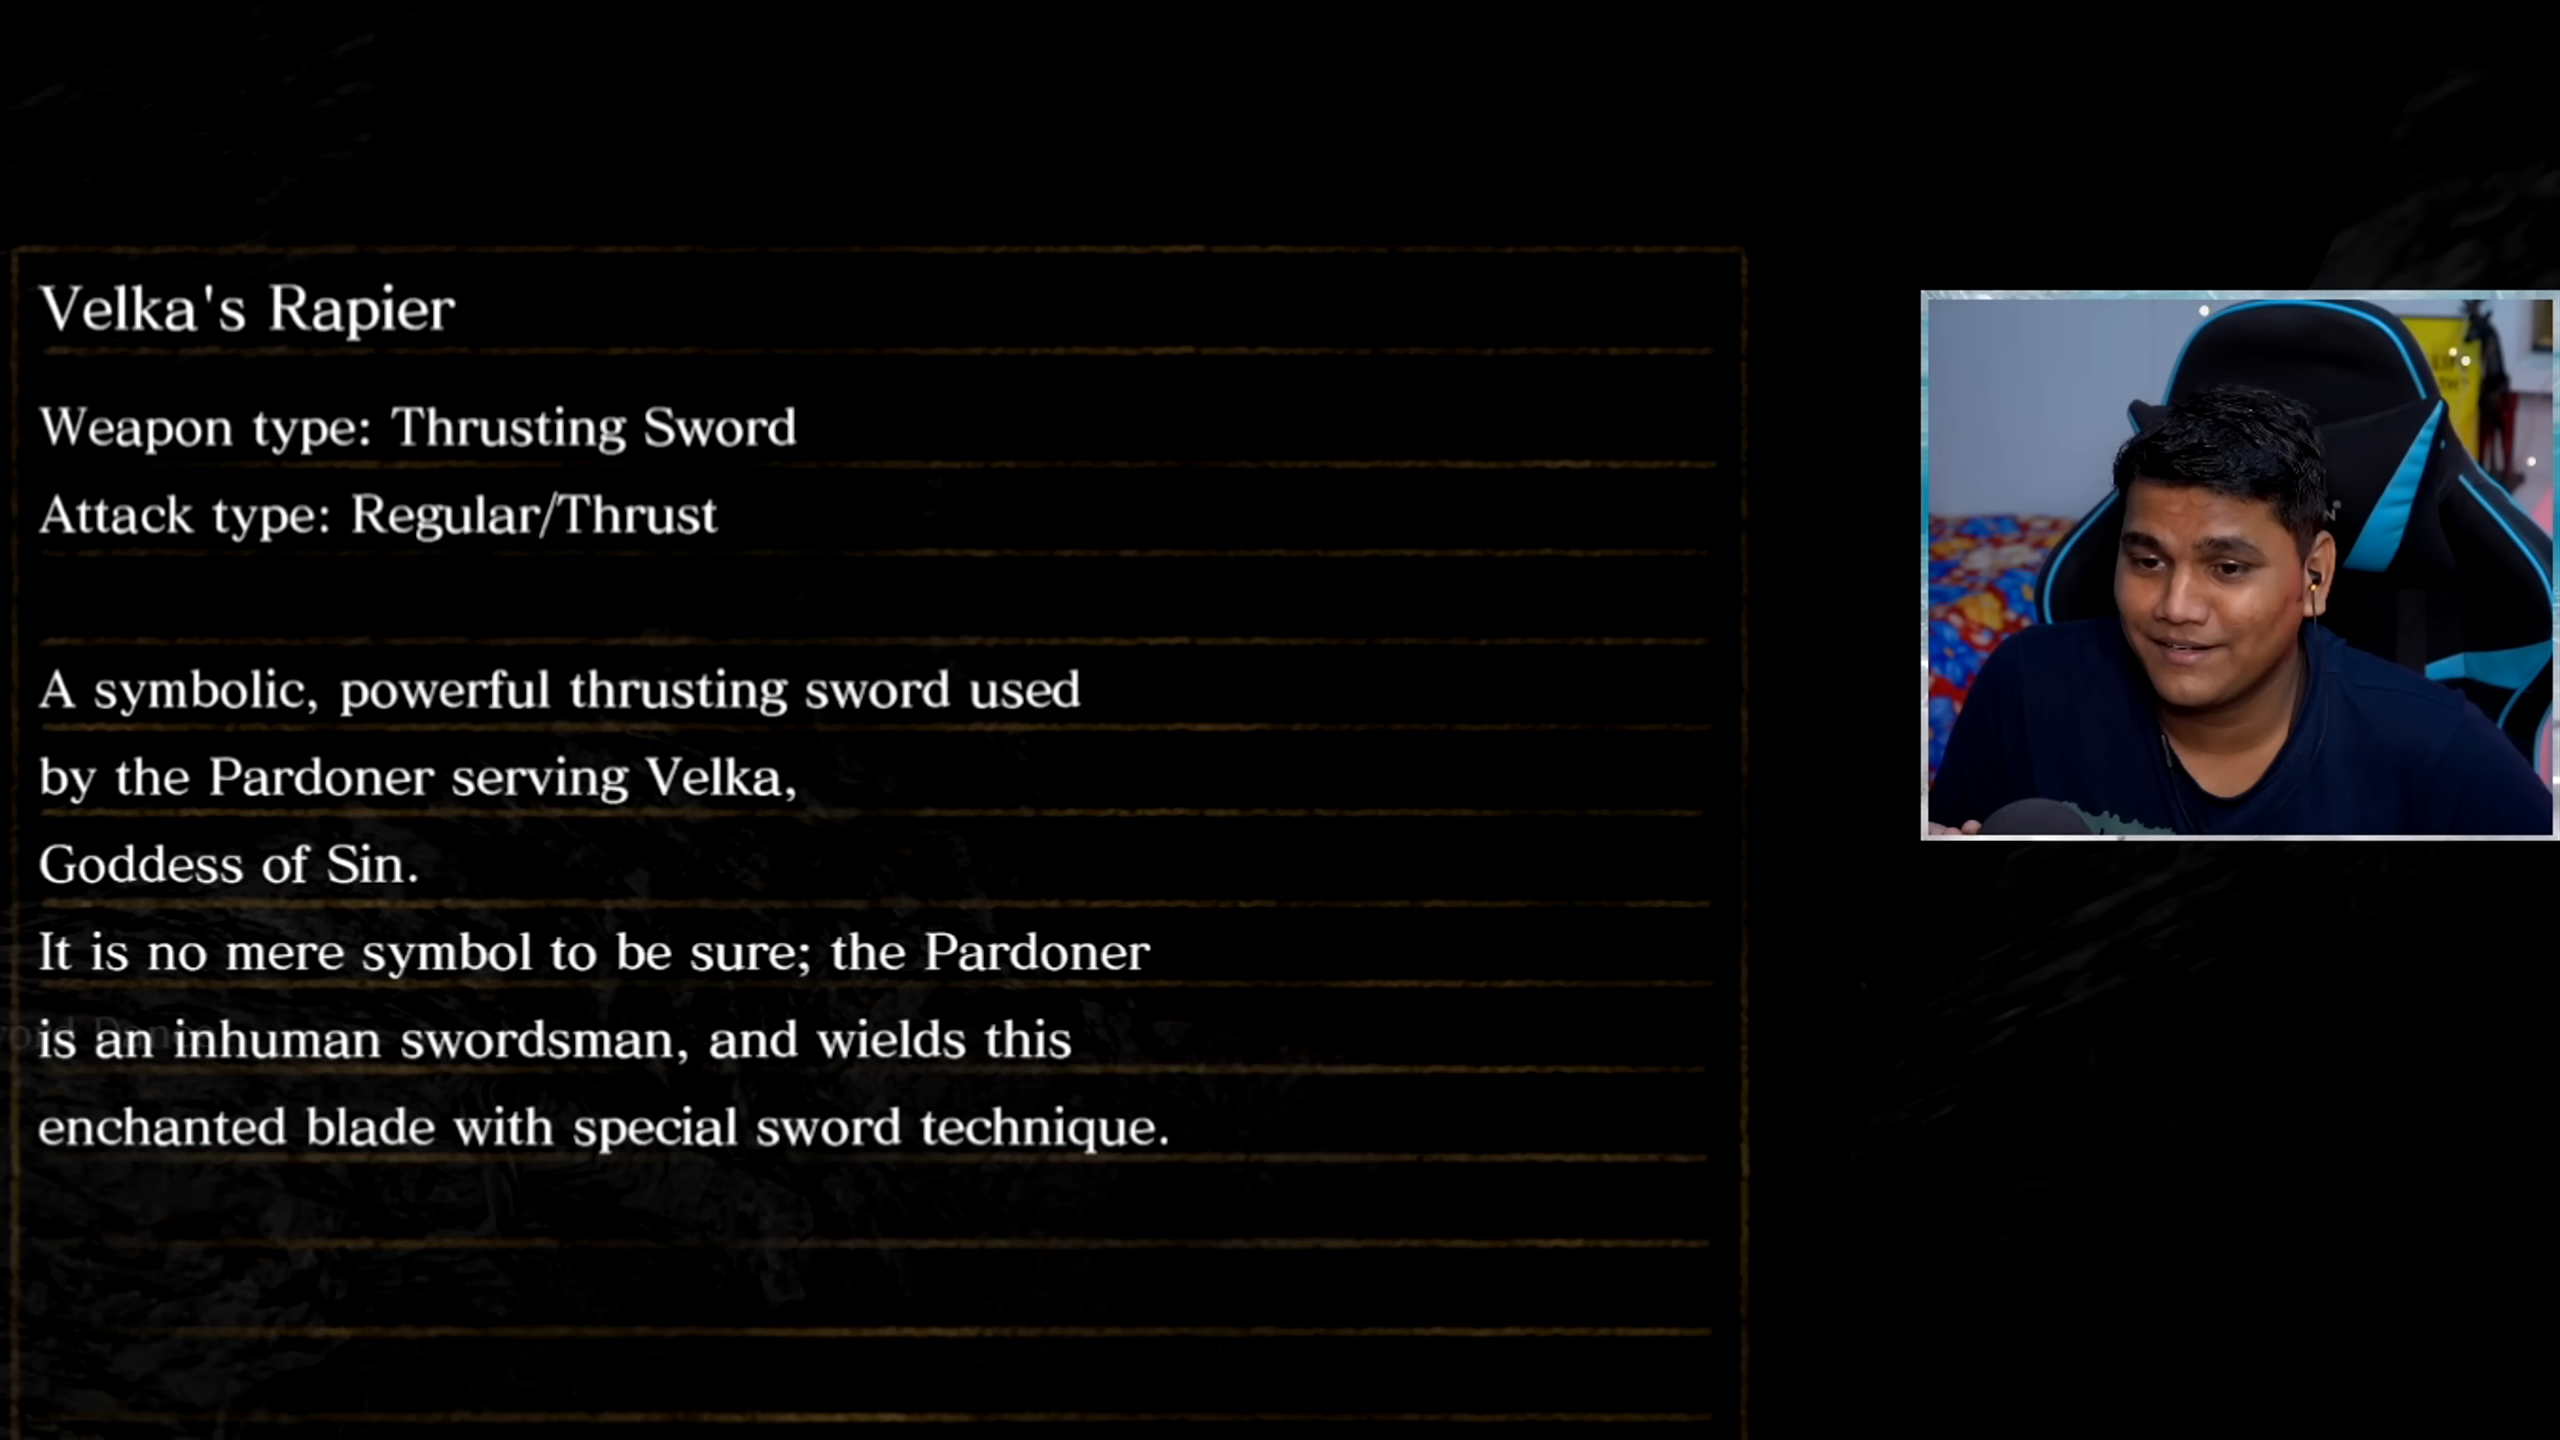 Velka's Rapier
Weapon type: Thrusting Sword
Attack type: Regular/Thrust
A symbolic, powerful thrusting sword used
by the Pardoner serving Velka,
Goddess of Sin.
It is no mere symbol to be sure; the Pardoner
is an inhuman swordsman, and wields this
enchanted blade with special sword technique.